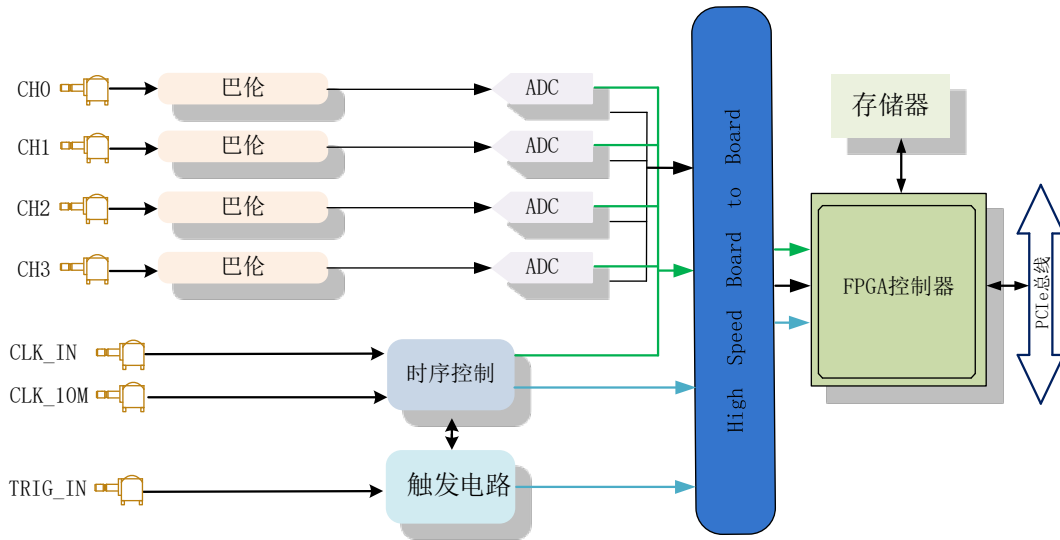 CH0
巴伦
ADC
CH1
巴伦
ADC
CH2
巴伦
ADC
CH3
巴伦
ADC
CLK_IN
CLK_10M
时序控制
TRIG_IN
触发电路
High Speed Board to Board
存储器
FPGA控制器
PCIe总线